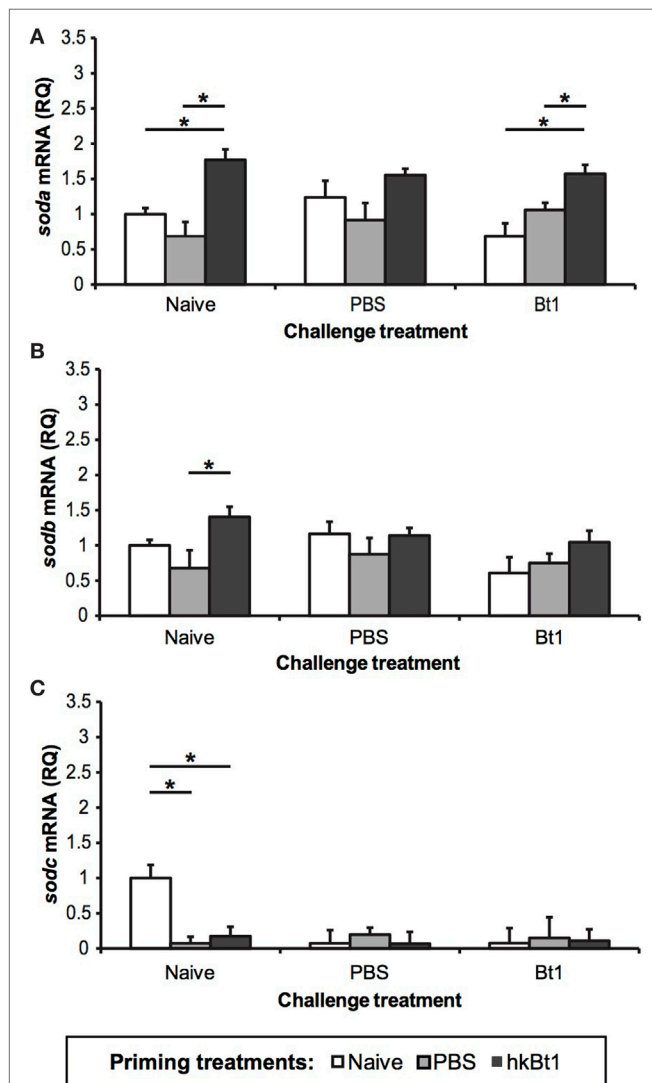 A
soda mRNA (RQ)
3.5
3
2.5
2
1.5
1
0.5
0
*
*
*
*
Naive PBS Bt1
Challenge treatment
B
sodb mRNA (RQ)
3.5
3
2.5
2
1.5
1
0.5
0
*
Naive PBS Bt1
Challenge treatment
C
sodc mRNA (RQ)
3.5
3
2.5
2
1.5
1
0.5
0
*
*
Naive PBS Bt1
Challenge treatment
Priming treatments: Naive PBS hkBt1